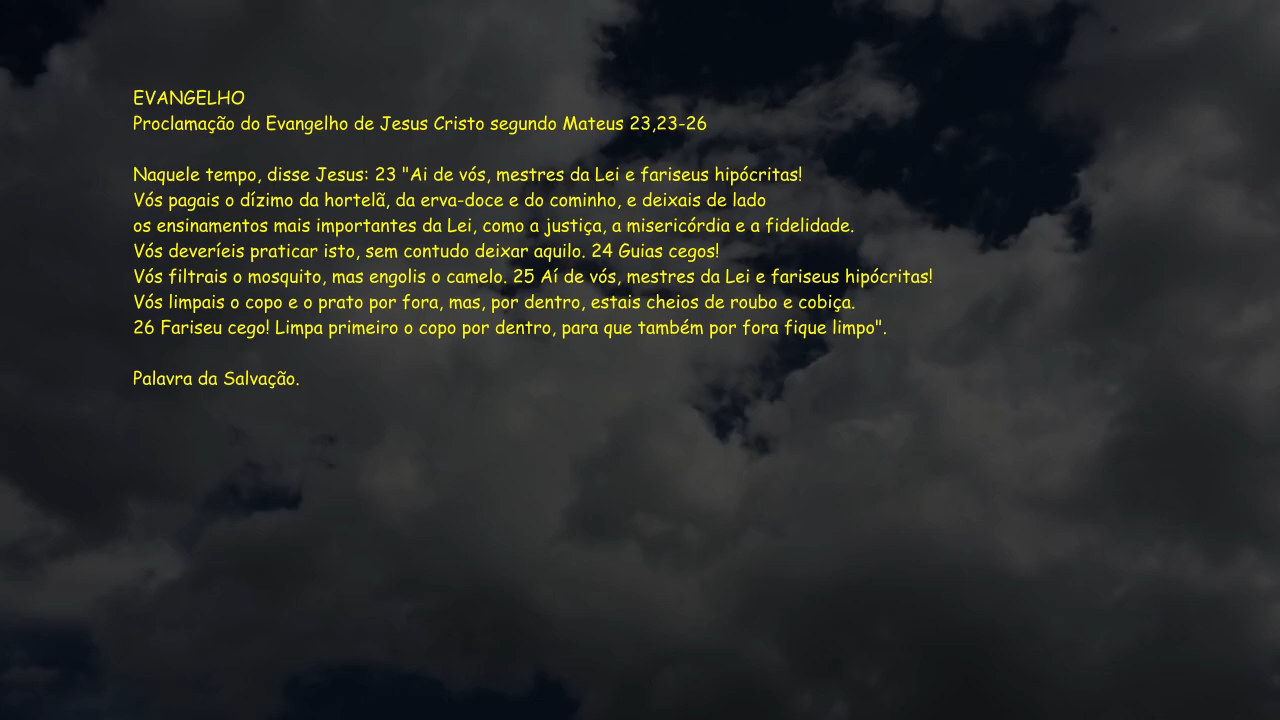 EVANGELHO
Proclamação do Evangelho de Jesus Cristo segundo Mateus 23,23-26
Naquele tempo, disse Jesus: 23 "Ai de vós, mestres da Lei e fariseus hipócritas!
Vós pagais o dízimo da hortelã, da erva-doce e do cominho, e deixais de lado
os ensinamentos mais importantes da Lei, como a justiça, a misericórdia e a fidelidade.
Vós deveríeis praticar isto, sem contudo deixar aquilo. 24 Guias cegos!
Vós filtrais o mosquito, mas engolis o camelo. 25 Aí de vós, mestres da Lei e fariseus hipócritas!
Vós limpais o copo e o prato por fora, mas, por dentro, estais cheios de roubo e cobiça.
26 Fariseu cego! Limpa primeiro o copo por dentro, para que também por fora fique limpo".
Palavra da Salvação.